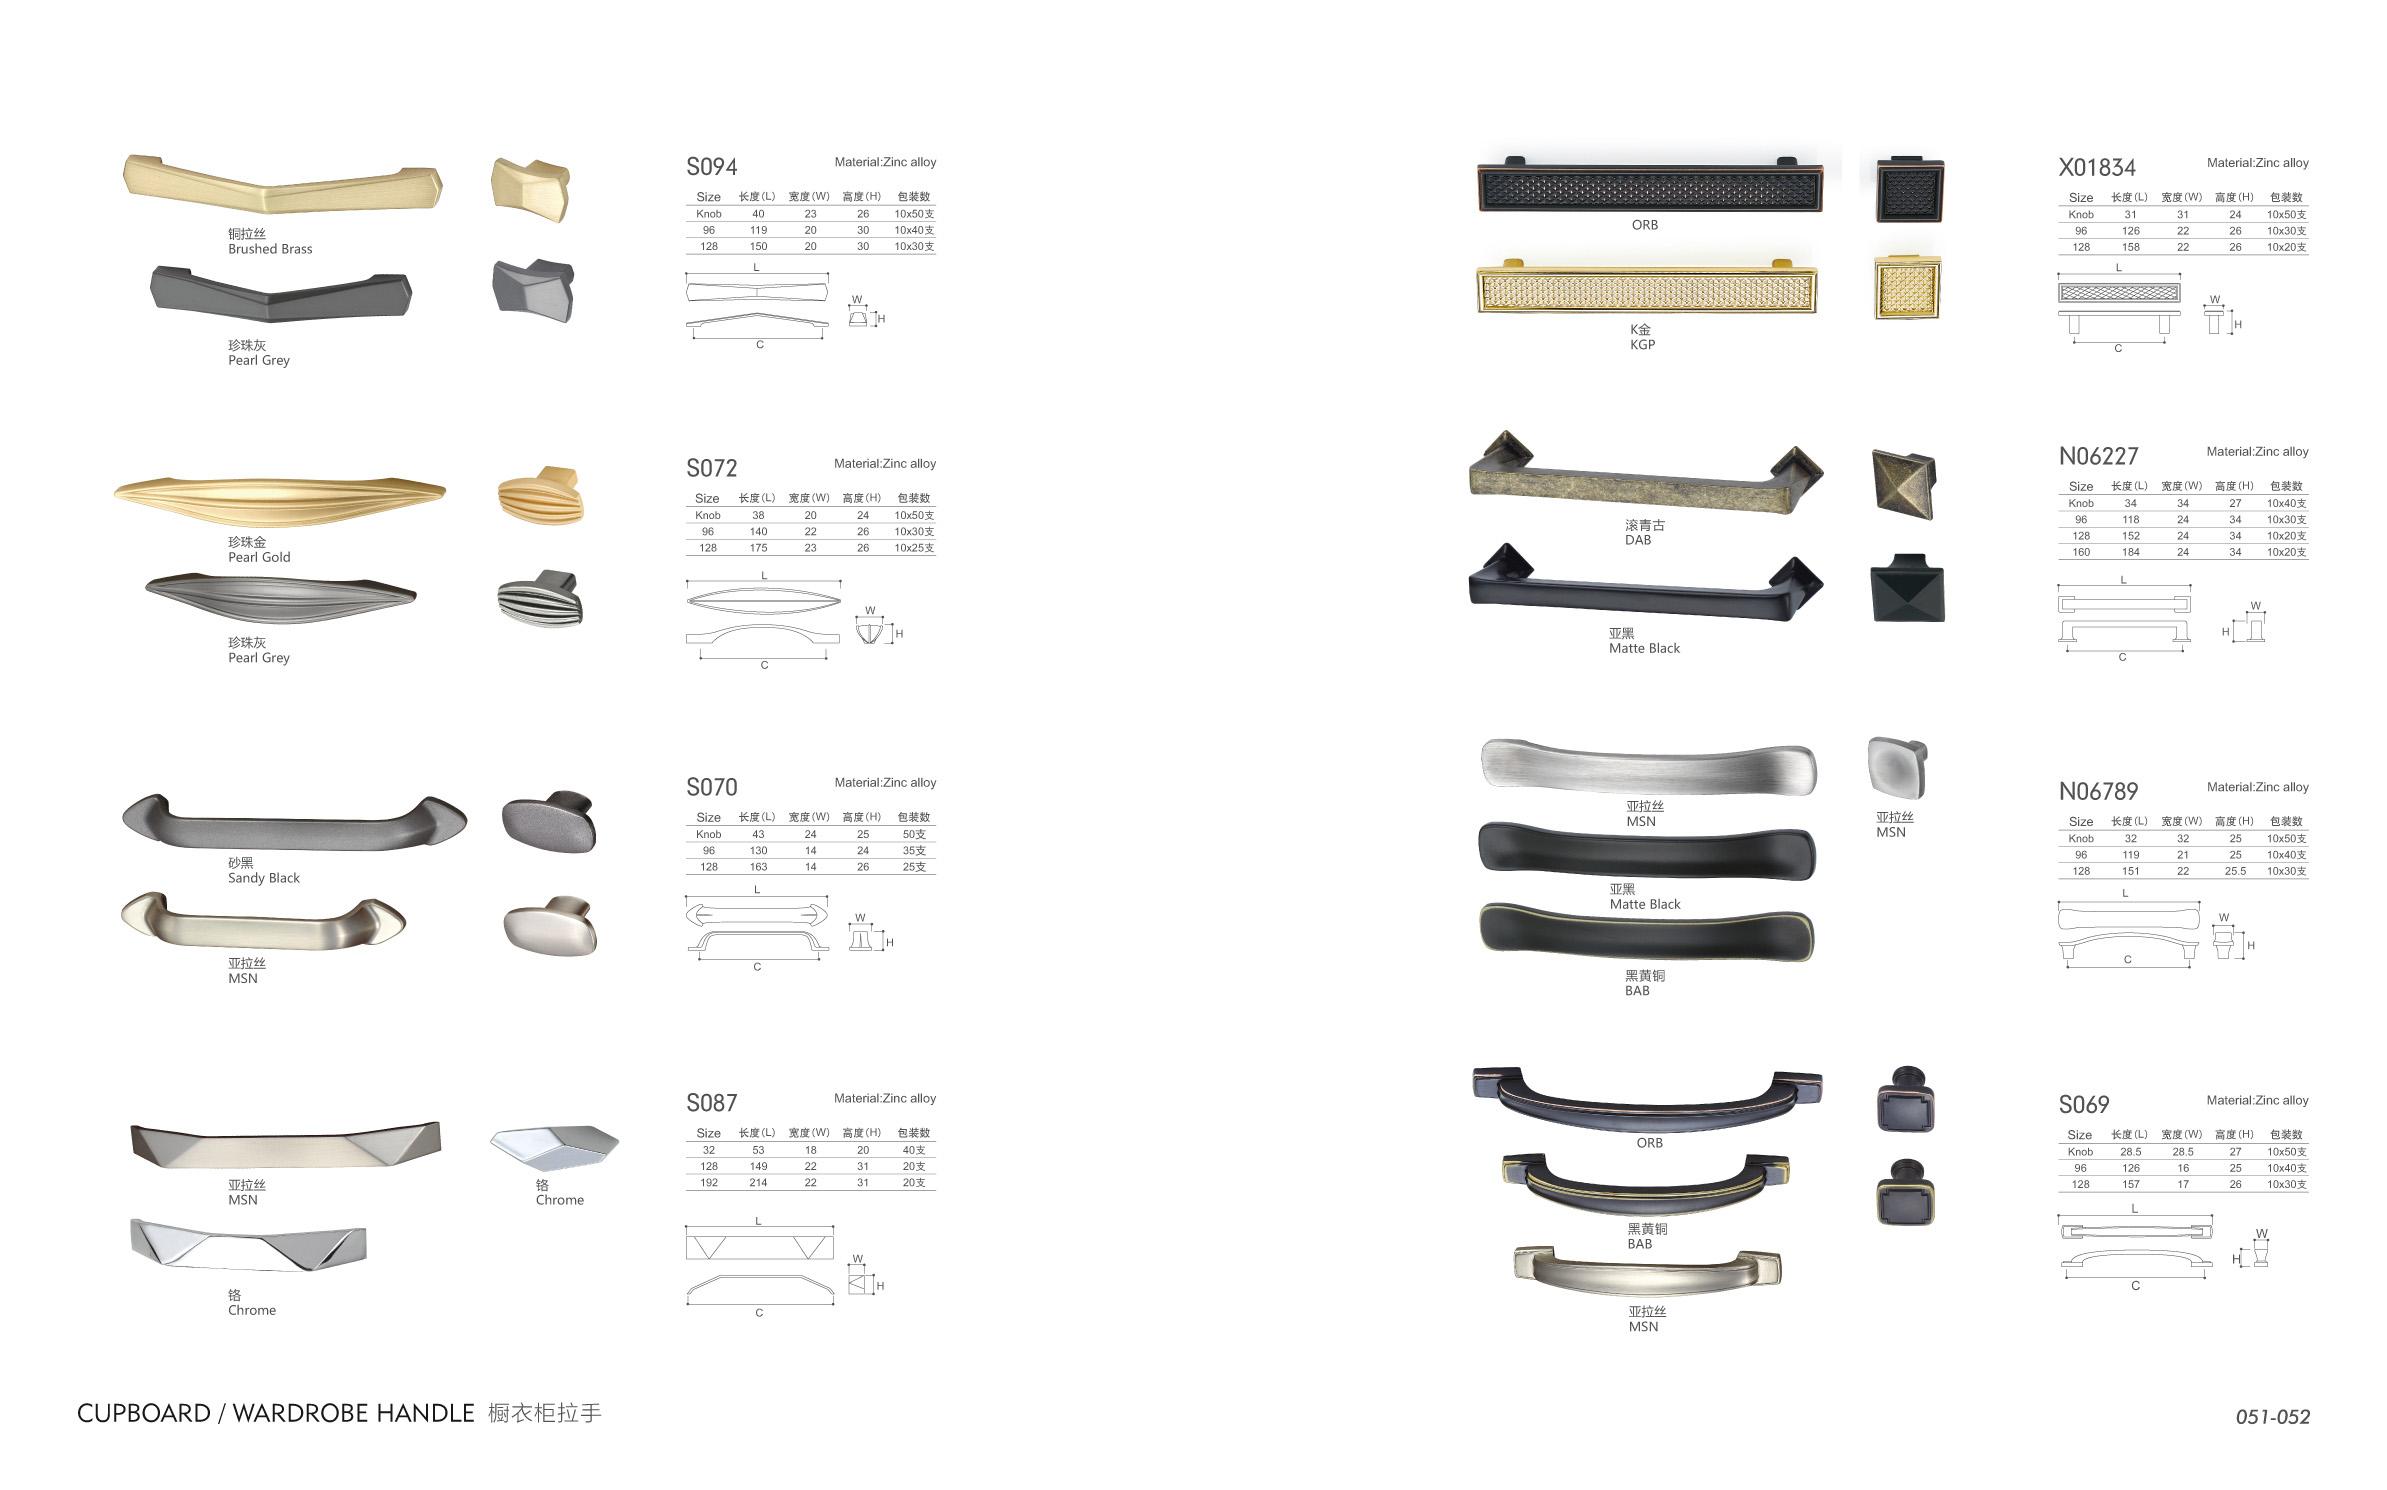 S094 Material:Zinc alloy
Size 长度(L) 宽度(W) 高度(H) 包装数
Knob 40 23 26 10x50支
96 119 20 30 10x40支
128 150 20 30 10x30支
L
W
H
C
铜拉丝
Brushed Brass
珍珠灰
Pearl Grey
S072 Material:Zinc alloy
Size 长度(L) 宽度(W) 高度(H) 包装数
Knob 38 20 24 10x50支
96 140 22 26 10x30支
128 175 23 26 10x25支
L
W
H
C
珍珠金
Pearl Gold
珍珠灰
Pearl Grey
S070 Material:Zinc alloy
Size 长度(L) 宽度(W) 高度(H) 包装数
Knob 43 24 25 50支
96 130 14 24 35支
128 163 14 26 25支
L
W
H
C
砂黑
Sandy Black
亚拉丝
MSN
S087 Material:Zinc alloy
Size 长度(L) 宽度(W) 高度(H) 包装数
32 53 18 20 40支
128 149 22 31 20支
192 214 22 31 20支
L
W
H
C
亚拉丝
MSN
铬
Chrome
铬
Chrome
X01834 Material:Zinc alloy
Size 长度(L) 宽度(W) 高度(H) 包装数
Knob 31 31 24 10x50支
96 126 22 26 10x30支
128 158 22 26 10x20支
L
W
H
C
ORB
K金
KGP
N06227 Material:Zinc alloy
Size 长度(L) 宽度(W) 高度(H) 包装数
Knob 34 34 27 10x40支
96 118 24 34 10x30支
128 152 24 34 10x20支
160 184 24 34 10x20支
L
W
H
C
滚青古
DAB
亚黑
Matte Black
N06789 Material:Zinc alloy
Size 长度(L) 宽度(W) 高度(H) 包装数
Knob 32 32 25 10x50支
96 119 21 25 10x40支
128 151 22 25.5 10x30支
L
W
H
C
亚拉丝
MSN
亚拉丝
MSN
亚黑
Matte Black
黑黄铜
BAB
S069 Material:Zinc alloy
Size 长度(L) 宽度(W) 高度(H) 包装数
Knob 28.5 28.5 27 10x50支
96 126 16 25 10x40支
128 157 17 26 10x30支
L
W
H
C
ORB
黑黄铜
BAB
亚拉丝
MSN
CUPBOARD / WARDROBE HANDLE 橱衣柜拉手
051-052